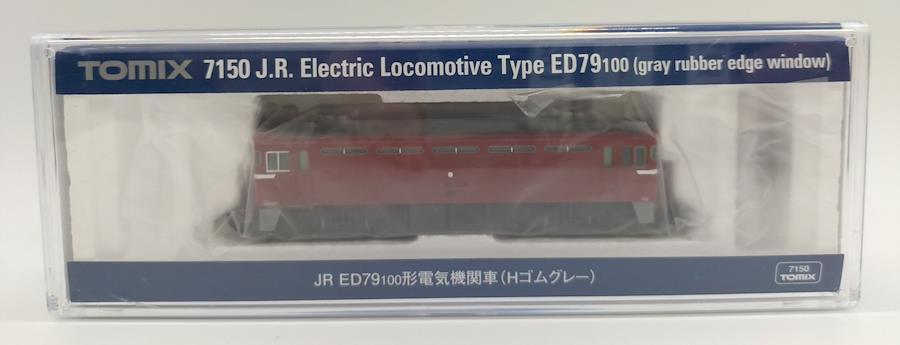 TOMIX 7150 J.R. Electric Locomotive Type ED79100 (gray rubber edge window)
JR ED79100形電気機関車(Hゴムグレー)
7150
TOMIX